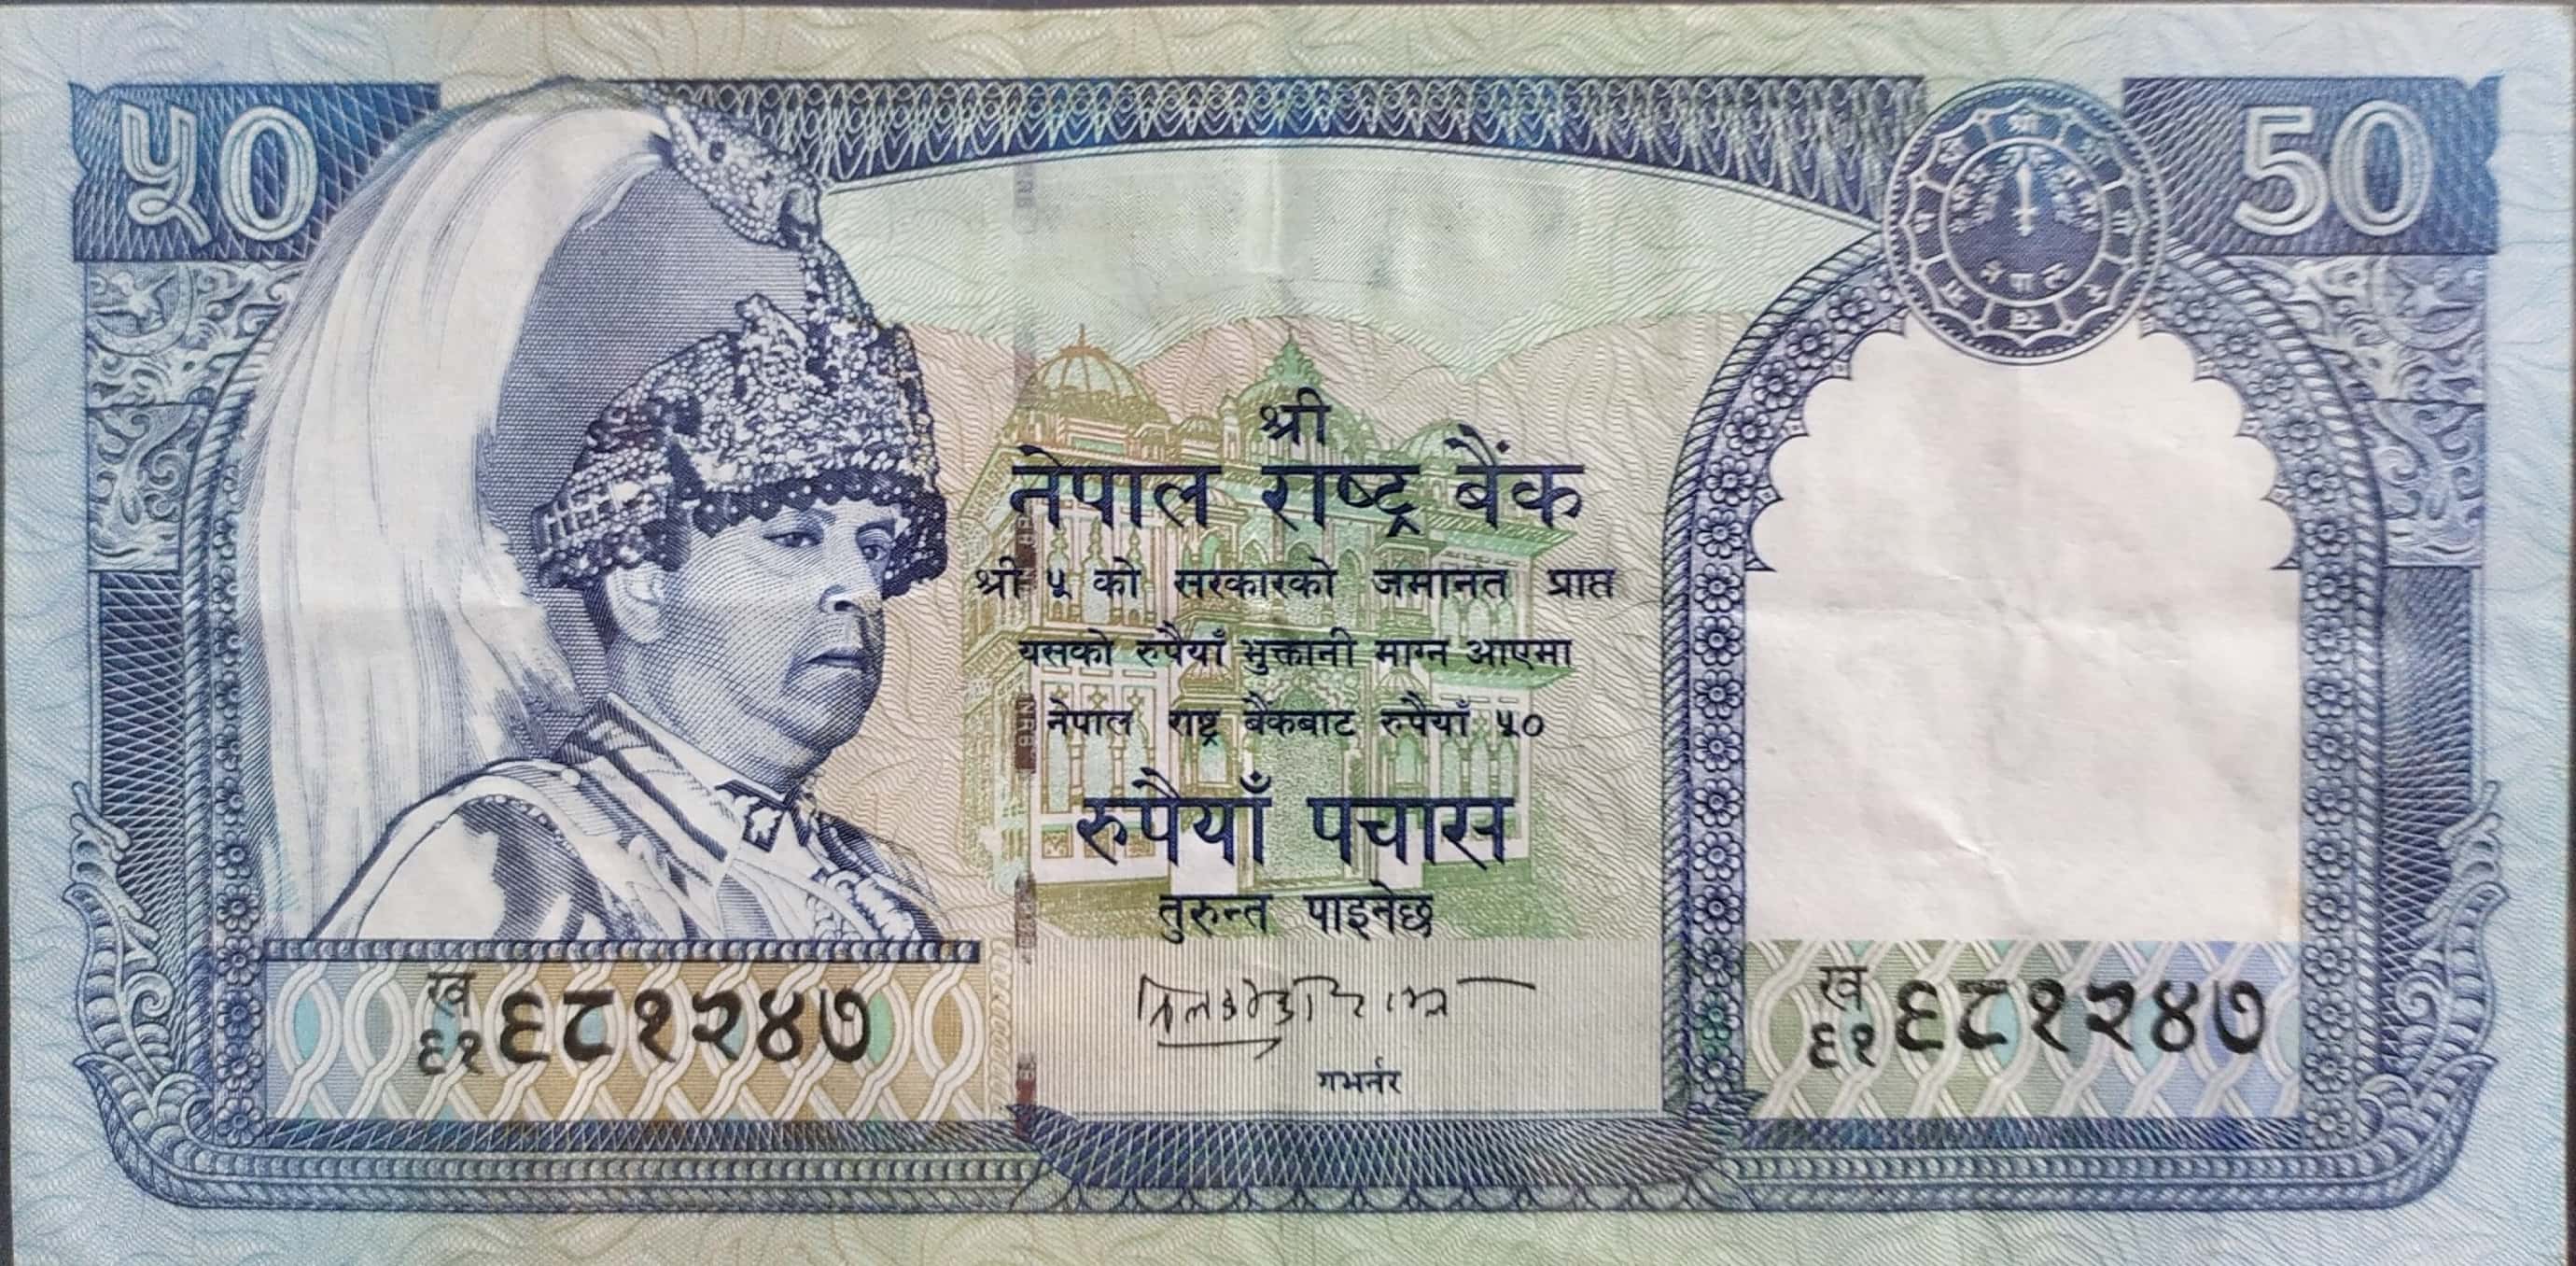 ५०
50
श्री
नेपाल राष्ट्र बैंक
श्री ५ को सरकारको जमानत प्राप्त
यसको रुपैयाँ भुक्तानी माग्न आएमा
नेपाल राष्ट्र बैंकबाट रुपैयाँ ५०
रुपैयाँ पचास
तुरुन्त पाइनेछ
गभर्नर
ख
६१ ६८१२४७
ख
६१ ६८१२४७